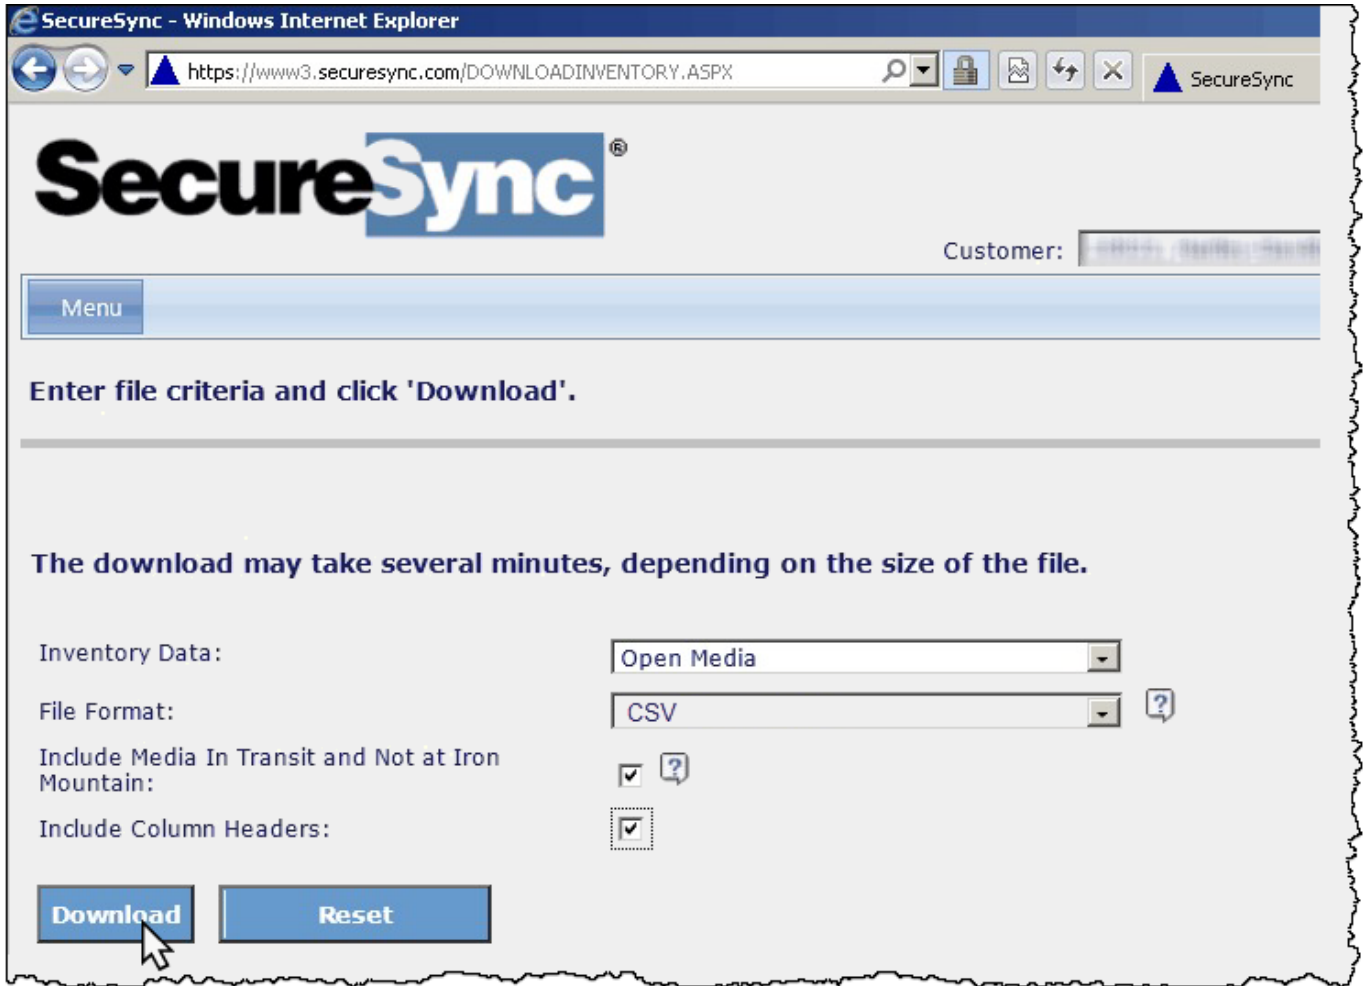 SecureSync - Windows Internet Explorer
https://www3.securesync.com/DOWNLOADINVENTORY.ASPX
SecureSync
SecureSync®
Customer:
Menu
Enter file criteria and click 'Download'.
The download may take several minutes, depending on the size of the file.
Inventory Data: Open Media
File Format: CSV
Include Media In Transit and Not at Iron
Mountain:
Include Column Headers:
Download Reset